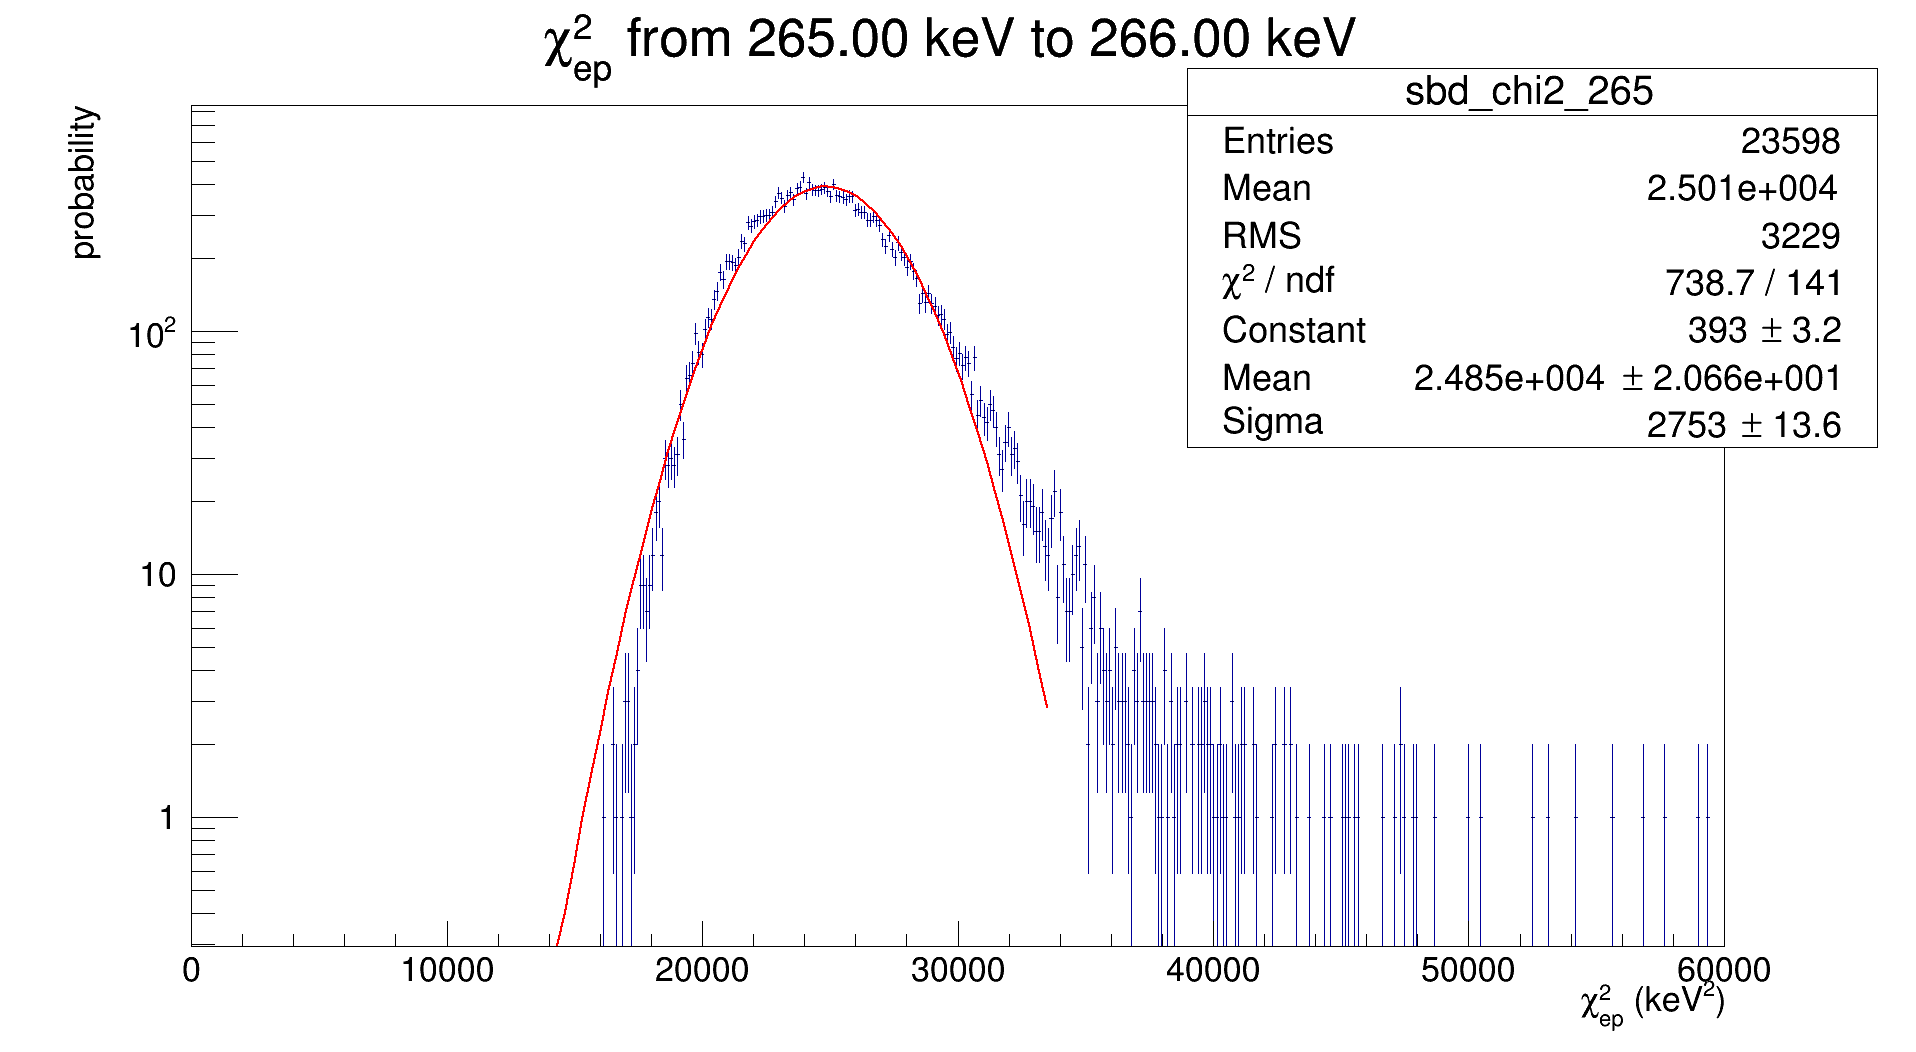 χ²ep from 265.00 keV to 266.00 keV
sbd_chi2_265
Entries 23598
Mean 2.501e+004
RMS 3229
χ² / ndf 738.7 / 141
Constant 393 ± 3.2
Mean 2.485e+004 ± 2.066e+001
Sigma 2753 ± 13.6
probability
10²
10
1
0 10000 20000 30000 40000 50000 60000
χ²ep (keV²)